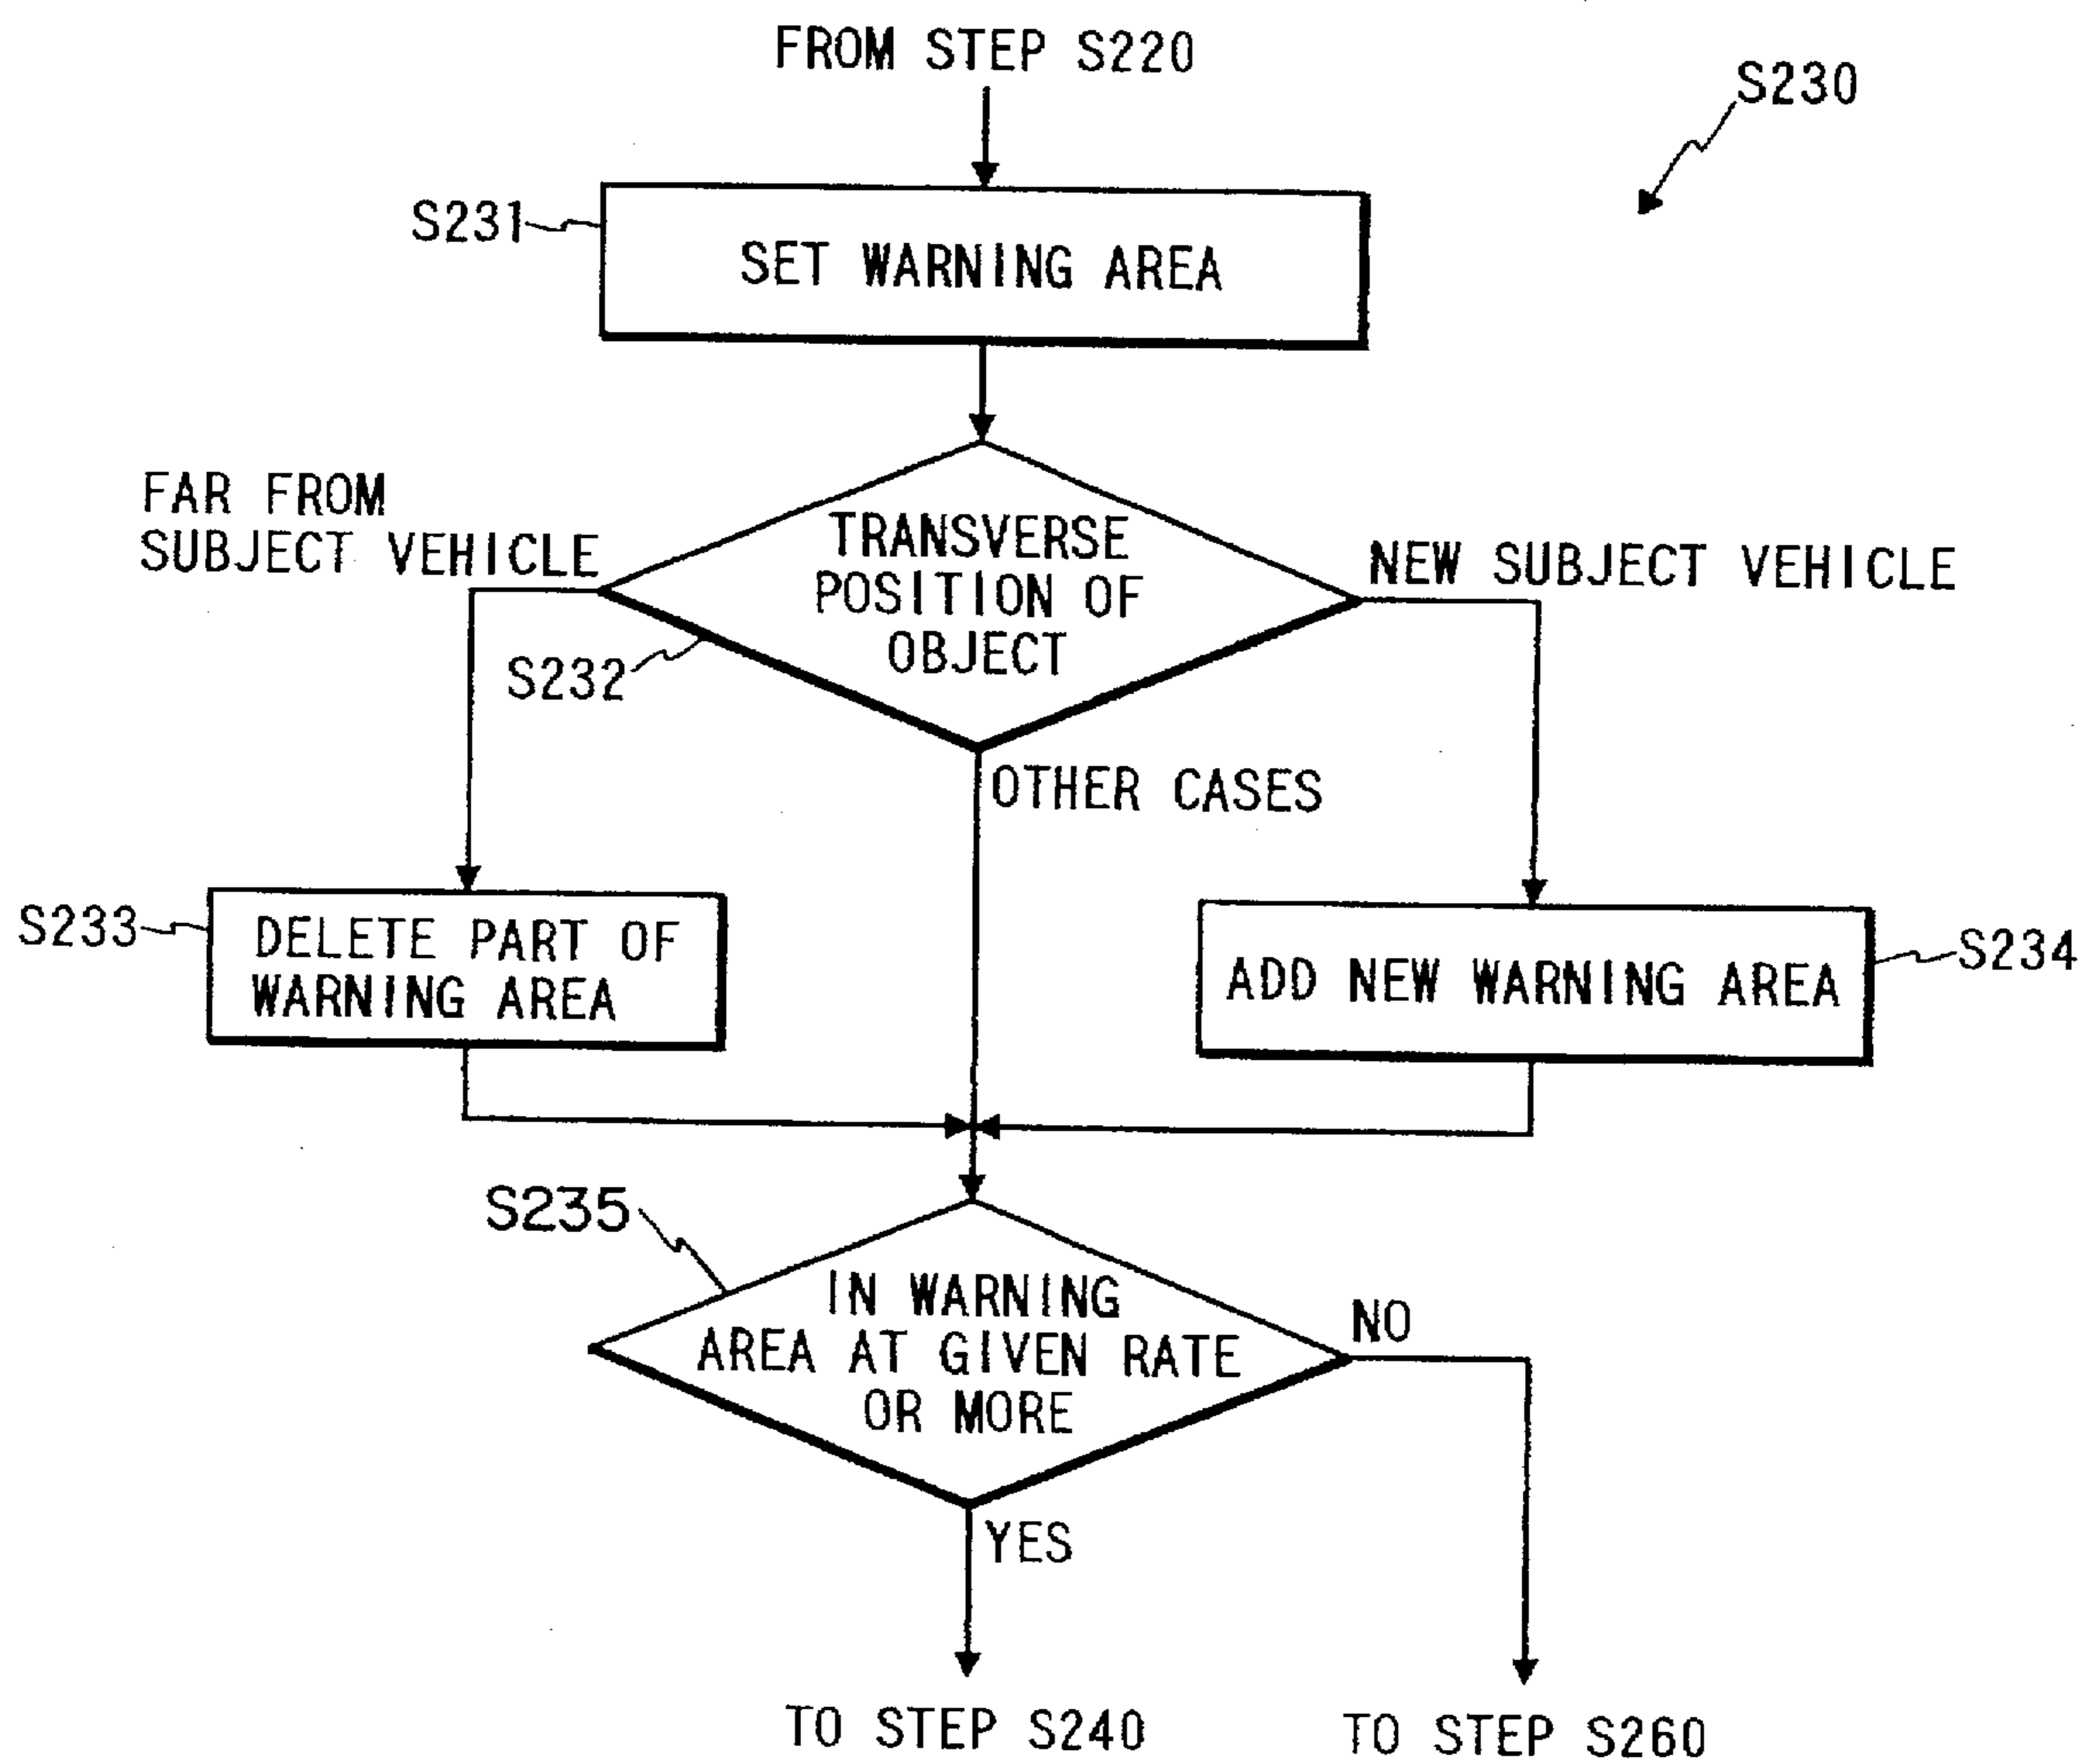 FROM STEP S220
S230
S231
SET WARNING AREA
FAR FROM
SUBJECT VEHICLE
TRANSVERSE
POSITION OF
OBJECT
NEW SUBJECT VEHICLE
S232
OTHER CASES
S233
DELETE PART OF
WARNING AREA
ADD NEW WARNING AREA
S234
S235
IN WARNING
AREA AT GIVEN RATE
OR MORE
NO
YES
TO STEP S240
TO STEP S260